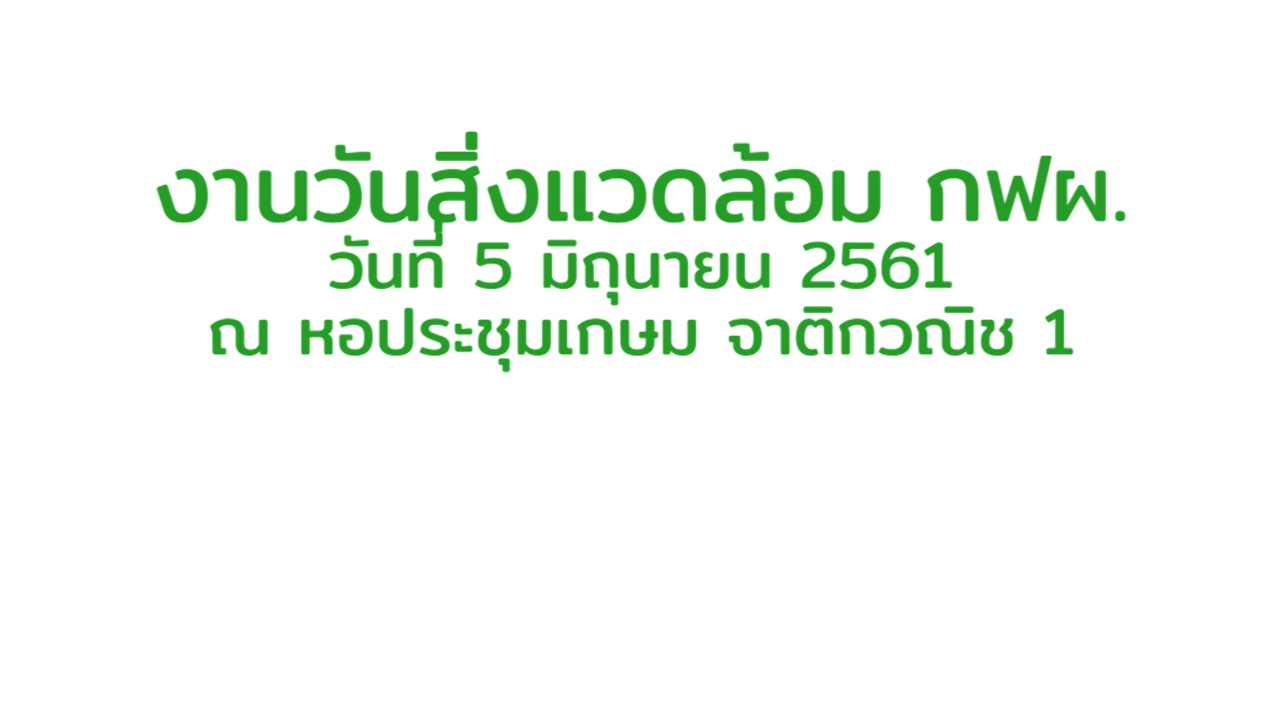 งานวันสิ่งแวดล้อม กฟผ.
วันที่ 5 มิถุนายน 2561
ณ หอประชุมเกษม จาติกวณิช 1